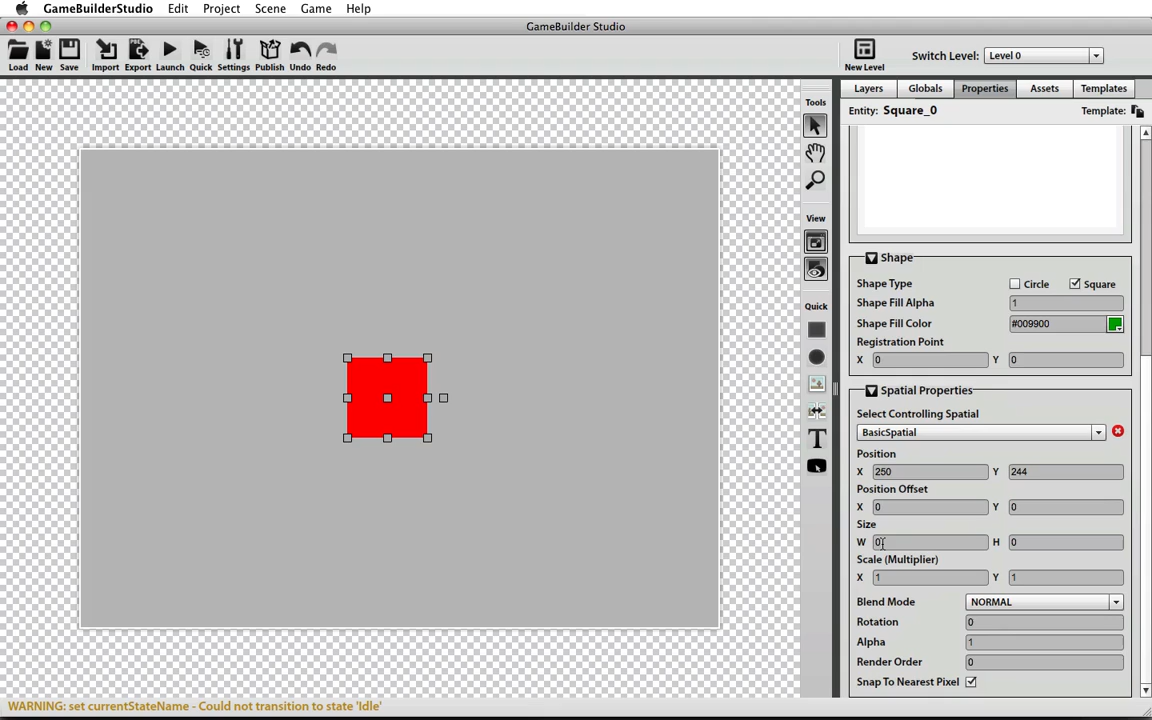 GameBuilderStudio Edit Project Scene Game Help
GameBuilder Studio
Load New Save Import Export Launch Quick Settings Publish Undo Redo New Level Switch Level: Level 0
Layers Globals Properties Assets Templates
Entity: Square_0 Template:
Tools
View
Quick
T
Shape
Shape Type Circle Square
Shape Fill Alpha 1
Shape Fill Color #009900
Registration Point
X 0 Y 0
Spatial Properties
Select Controlling Spatial
BasicSpatial
Position
X 250 Y 244
Position Offset
X 0 Y 0
Size
W 0 H 0
Scale (Multiplier)
X 1 Y 1
Blend Mode NORMAL
Rotation 0
Alpha 1
Render Order 0
Snap To Nearest Pixel
WARNING: set currentStateName - Could not transition to state 'Idle'